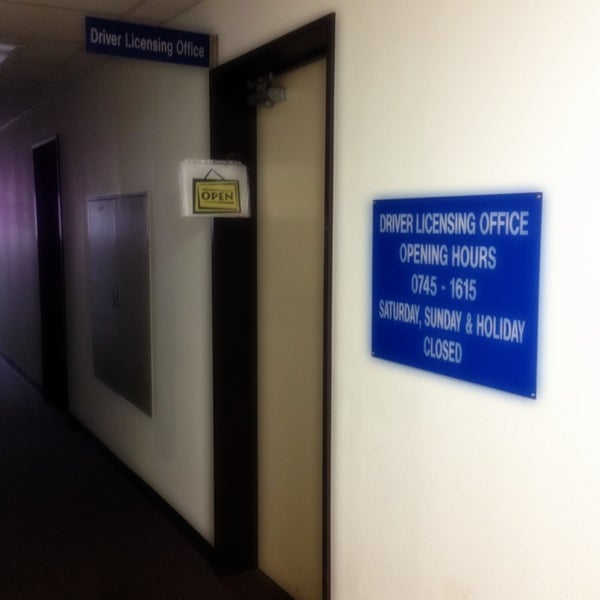 Driver Licensing Office
OPEN
DRIVER LICENSING OFFICE
OPENING HOURS
0745 - 1615
SATURDAY, SUNDAY & HOLIDAY
CLOSED